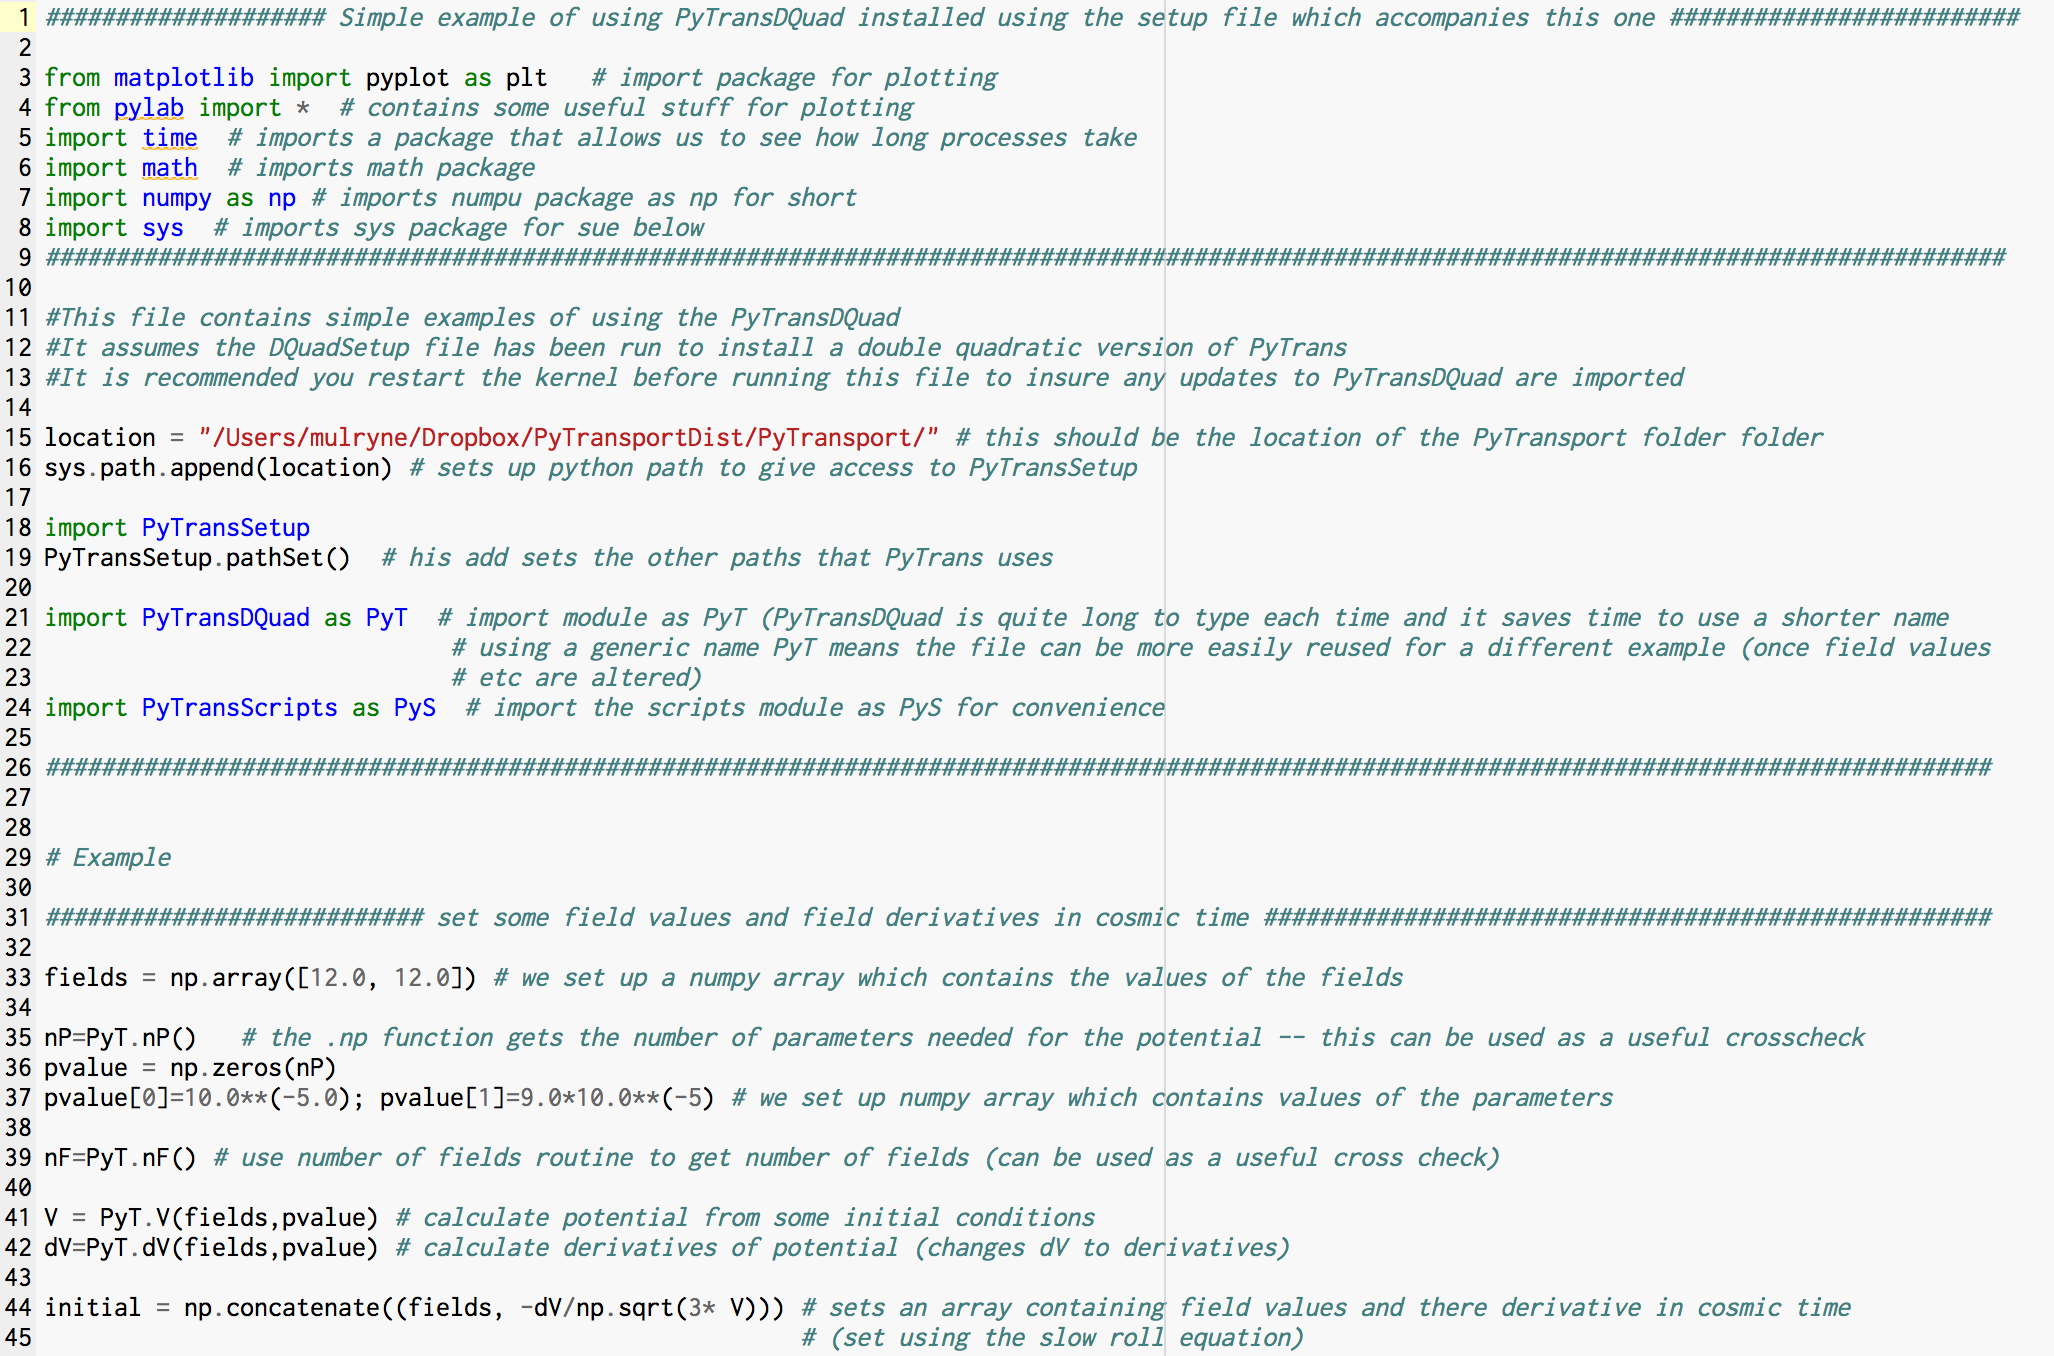 1 #################### Simple example of using PyTransDQuad installed using the setup file which accompanies this one #########################
2
3 from matplotlib import pyplot as plt   # import package for plotting
4 from pylab import *  # contains some useful stuff for plotting
5 import time  # imports a package that allows us to see how long processes take
6 import math  # imports math package
7 import numpy as np # imports numpu package as np for short
8 import sys  # imports sys package for sue below
9 ############################################################################################################################################
10
11 #This file contains simple examples of using the PyTransDQuad
12 #It assumes the DQuadSetup file has been run to install a double quadratic version of PyTrans
13 #It is recommended you restart the kernel before running this file to insure any updates to PyTransDQuad are imported
14
15 location = "/Users/mulryne/Dropbox/PyTransportDist/PyTransport/" # this should be the location of the PyTransport folder folder
16 sys.path.append(location) # sets up python path to give access to PyTransSetup
17
18 import PyTransSetup
19 PyTransSetup.pathSet()  # his add sets the other paths that PyTrans uses
20
21 import PyTransDQuad as PyT  # import module as PyT (PyTransDQuad is quite long to type each time and it saves time to use a shorter name
22                              # using a generic name PyT means the file can be more easily reused for a different example (once field values
23                              # etc are altered)
24 import PyTransScripts as PyS  # import the scripts module as PyS for convenience
25
26 ###########################################################################################################################################
27
28
29 # Example
30
31 ########################### set some field values and field derivatives in cosmic time ####################################################
32
33 fields = np.array([12.0, 12.0]) # we set up a numpy array which contains the values of the fields
34
35 nP=PyT.nP()   # the .np function gets the number of parameters needed for the potential -- this can be used as a useful crosscheck
36 pvalue = np.zeros(nP)
37 pvalue[0]=10.0**(-5.0); pvalue[1]=9.0*10.0**(-5) # we set up numpy array which contains values of the parameters
38
39 nF=PyT.nF() # use number of fields routine to get number of fields (can be used as a useful cross check)
40
41 V = PyT.V(fields,pvalue) # calculate potential from some initial conditions
42 dV=PyT.dV(fields,pvalue) # calculate derivatives of potential (changes dV to derivatives)
43
44 initial = np.concatenate((fields, -dV/np.sqrt(3* V))) # sets an array containing field values and there derivative in cosmic time
45                                                       # (set using the slow roll equation)